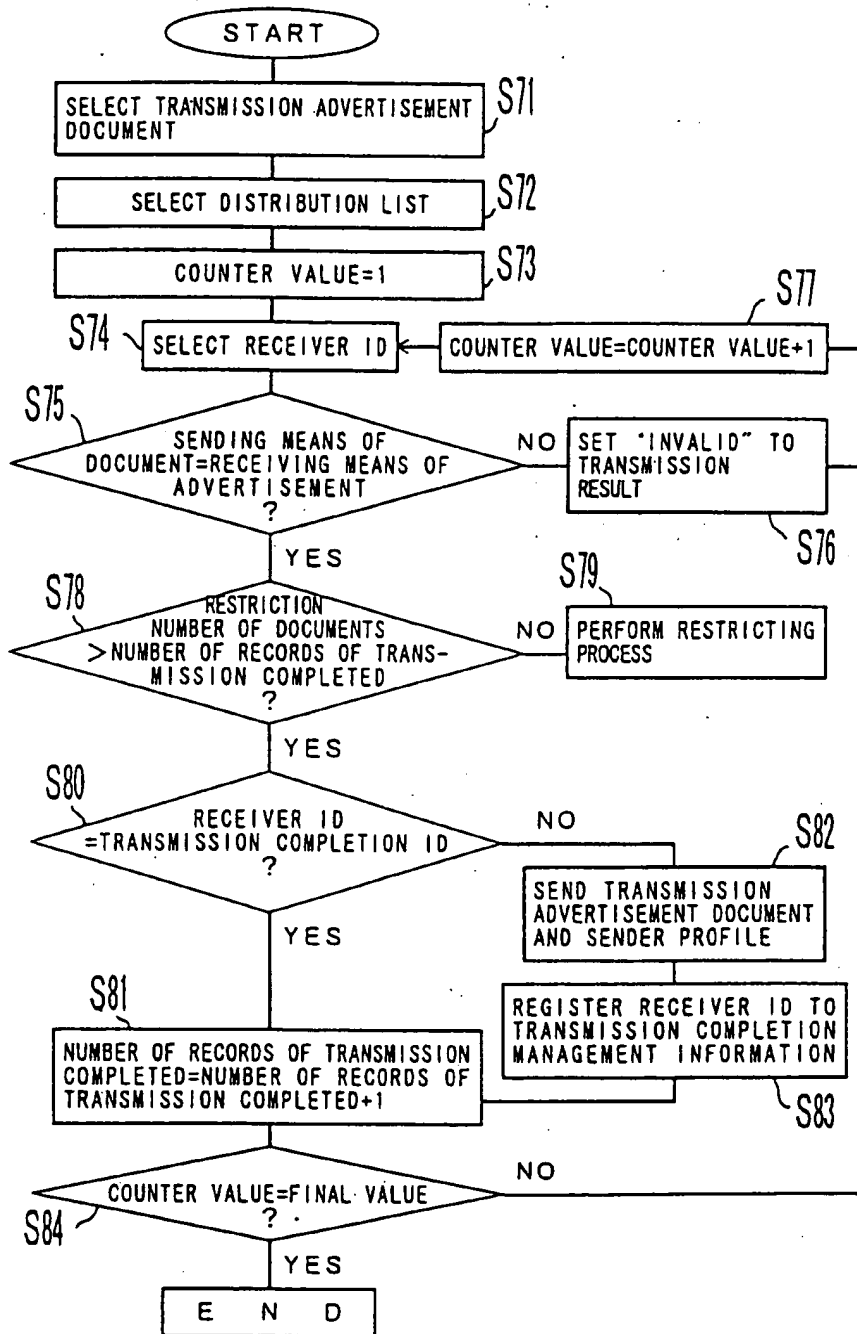 START
SELECT TRANSMISSION ADVERTISEMENT
DOCUMENT
S71
SELECT DISTRIBUTION LIST
S72
COUNTER VALUE=1
S73
S74
SELECT RECEIVER ID
COUNTER VALUE=COUNTER VALUE+1
S77
S75
SENDING MEANS OF
DOCUMENT=RECEIVING MEANS OF
ADVERTISEMENT
?
NO
SET "INVALID" TO
TRANSMISSION
RESULT
S76
YES
S78
RESTRICTION
NUMBER OF DOCUMENTS
>NUMBER OF RECORDS OF TRANS-
MISSION COMPLETED
?
NO
S79
PERFORM RESTRICTING
PROCESS
YES
S80
RECEIVER ID
=TRANSMISSION COMPLETION ID
?
NO
S82
SEND TRANSMISSION
ADVERTISEMENT DOCUMENT
AND SENDER PROFILE
YES
REGISTER RECEIVER ID TO
TRANSMISSION COMPLETION
MANAGEMENT INFORMATION
S83
S81
NUMBER OF RECORDS OF TRANSMISSION
COMPLETED=NUMBER OF RECORDS OF
TRANSMISSION COMPLETED+1
COUNTER VALUE=FINAL VALUE
?
S84
NO
YES
END